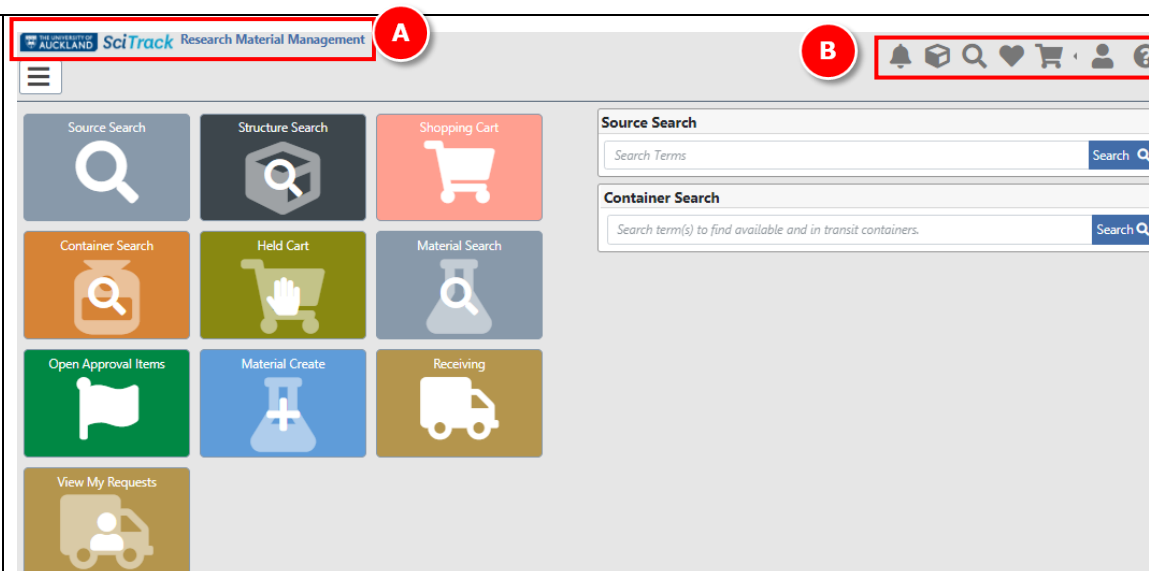 THE UNIVERSITY OF
AUCKLAND
SciTrack Research Material Management
A
B
Source Search
Structure Search
Shopping Cart
Container Search
Held Cart
Material Search
Open Approval Items
Material Create
Receiving
View My Requests
Source Search
Search Terms
Search
Container Search
Search term(s) to find available and in transit containers.
Search